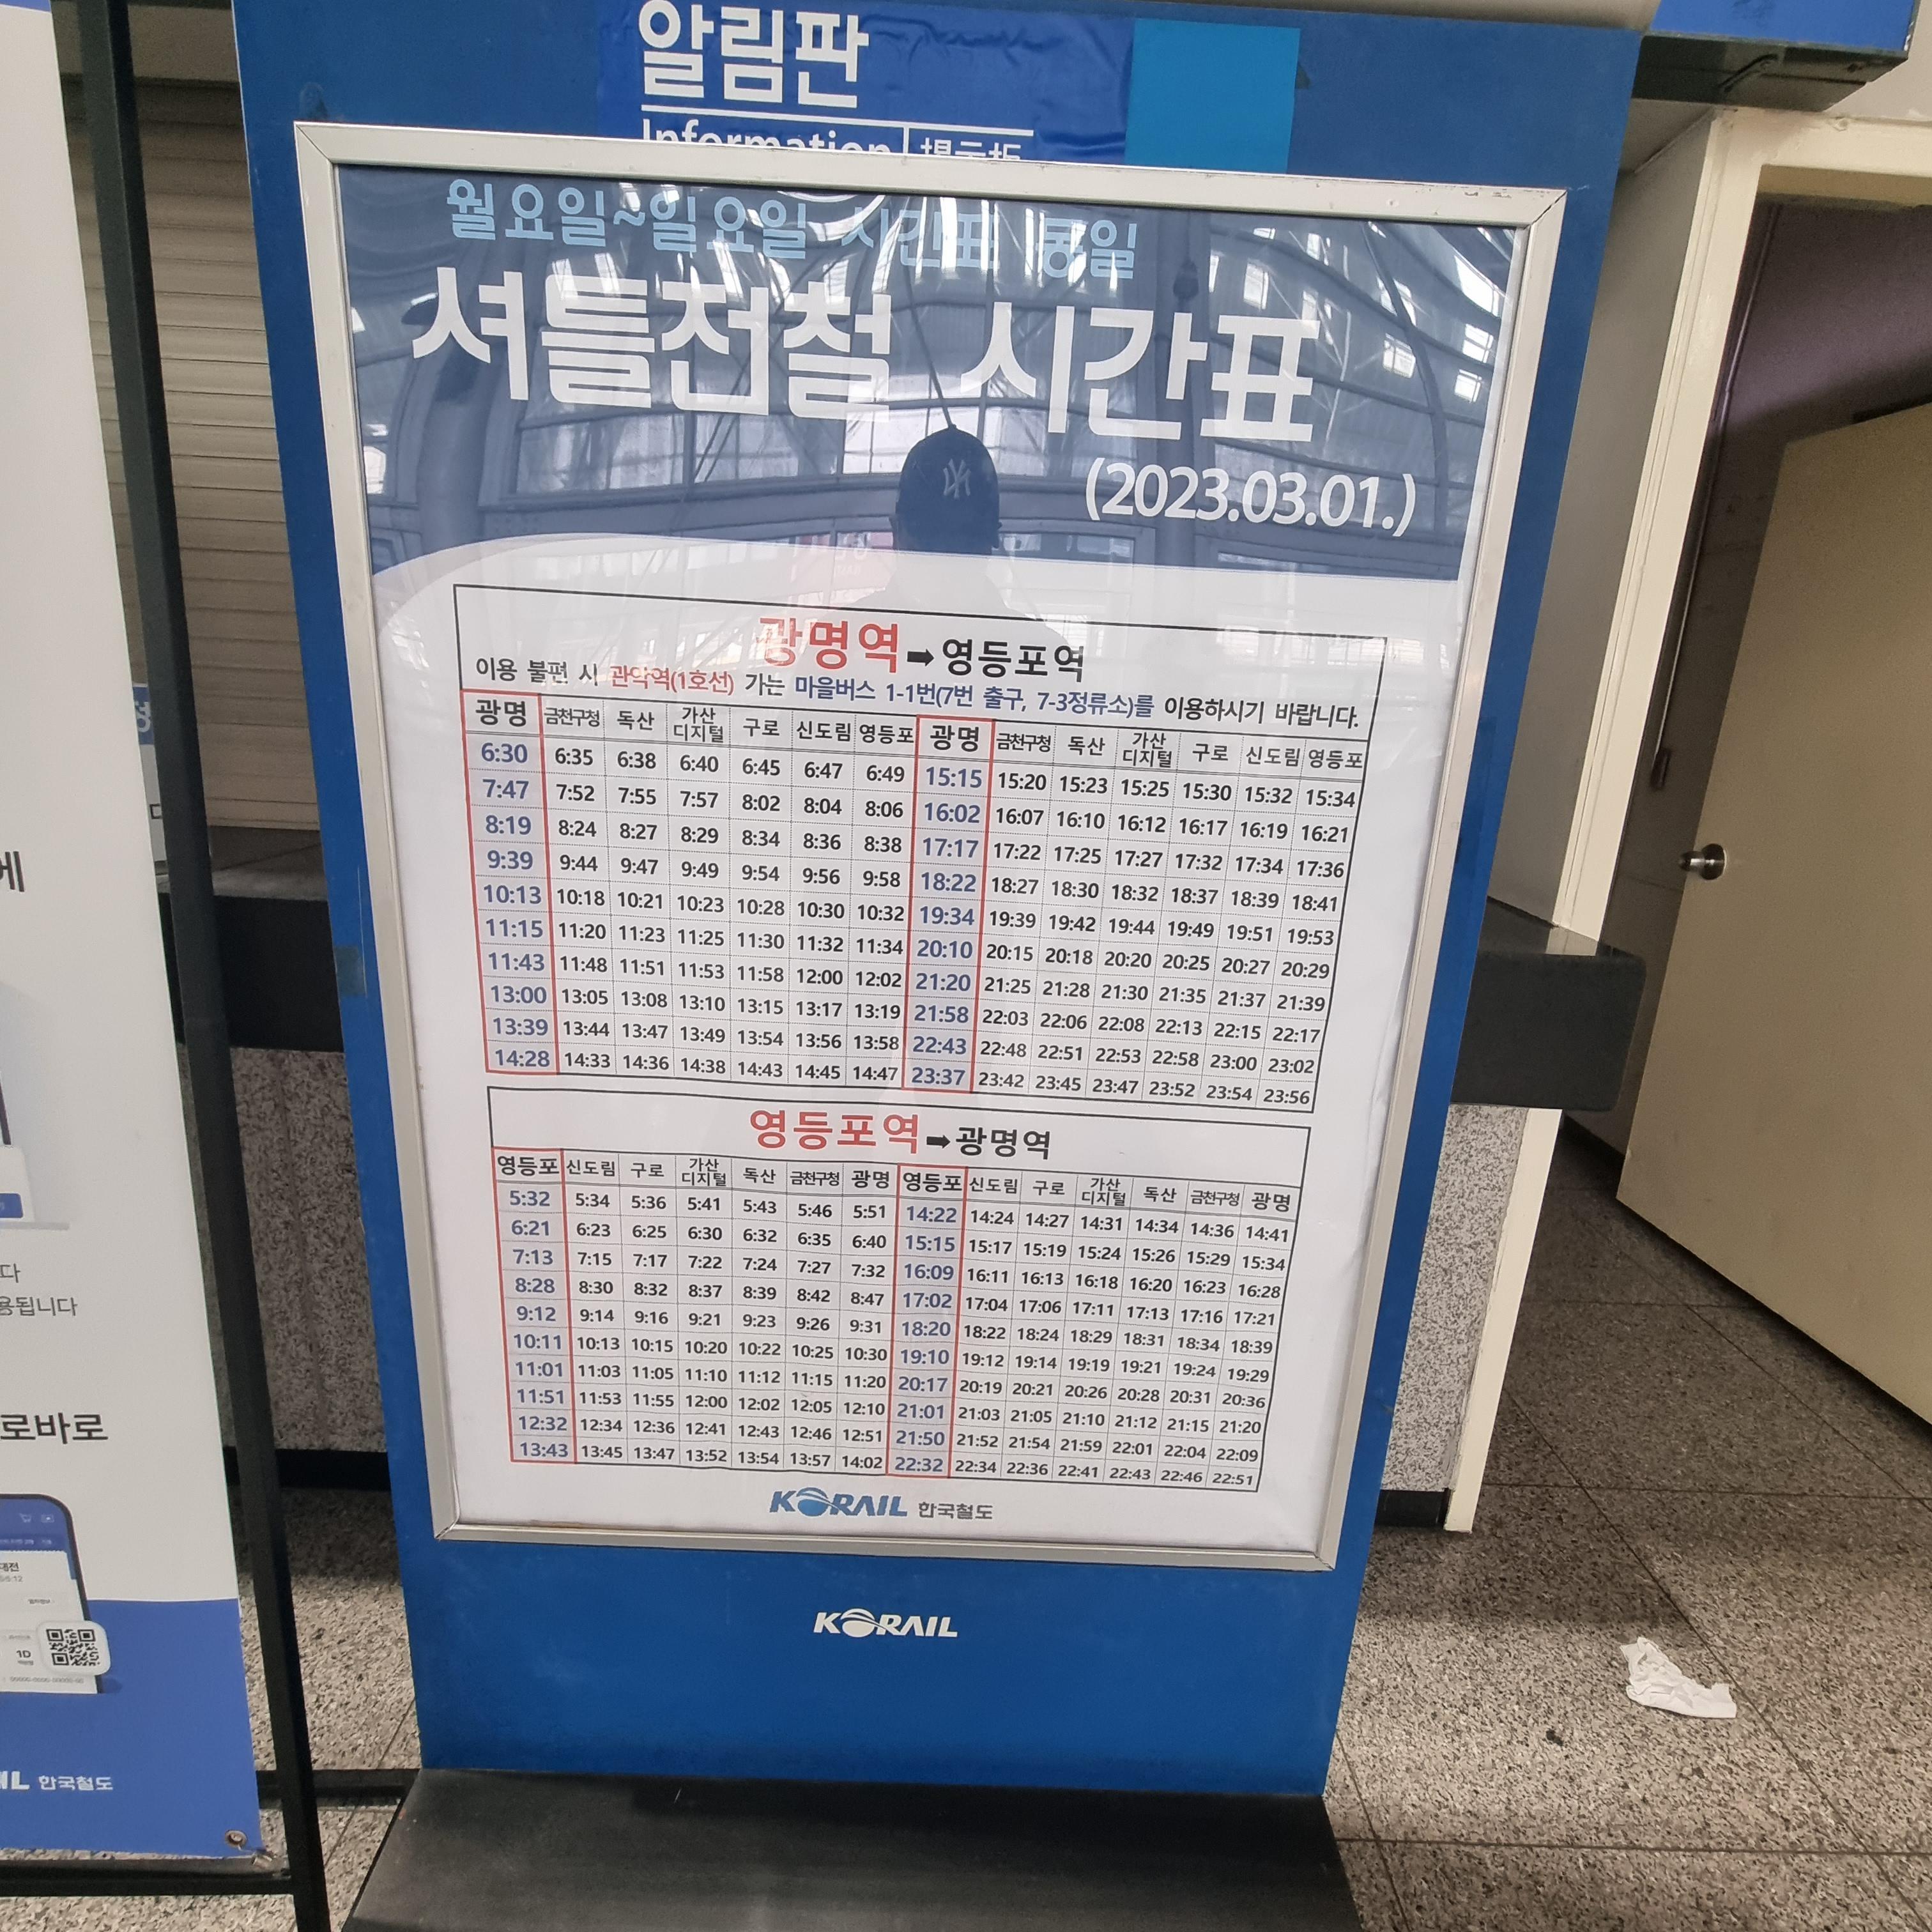 알림판
Information
월요일~일요일 시간표 동일
셔틀전철 시간표
(2023.03.01.)
광명역➡영등포역
이용 불편 시 관악역(1호선) 가는 마을버스 1-1번(7번 출구, 7-3정류소)를 이용하시기 바랍니다.
광명 금천구청 독산 가산디지털 구로 신도림 영등포 광명 금천구청 독산 가산디지털 구로 신도림 영등포
6:30 6:35 6:38 6:40 6:45 6:47 6:49 15:15 15:20 15:23 15:25 15:30 15:32 15:34
7:47 7:52 7:55 7:57 8:02 8:04 8:06 16:02 16:07 16:10 16:12 16:17 16:19 16:21
8:19 8:24 8:27 8:29 8:34 8:36 8:38 17:17 17:22 17:25 17:27 17:32 17:34 17:36
9:39 9:44 9:47 9:49 9:54 9:56 9:58 18:22 18:27 18:30 18:32 18:37 18:39 18:41
10:13 10:18 10:21 10:23 10:28 10:30 10:32 19:34 19:39 19:42 19:44 19:49 19:51 19:53
11:15 11:20 11:23 11:25 11:30 11:32 11:34 20:10 20:15 20:18 20:20 20:25 20:27 20:29
11:43 11:48 11:51 11:53 11:58 12:00 12:02 21:20 21:25 21:28 21:30 21:35 21:37 21:39
13:00 13:05 13:08 13:10 13:15 13:17 13:19 21:58 22:03 22:06 22:08 22:13 22:15 22:17
13:39 13:44 13:47 13:49 13:54 13:56 13:58 22:43 22:48 22:51 22:53 22:58 23:00 23:02
14:28 14:33 14:36 14:38 14:43 14:45 14:47 23:37 23:42 23:45 23:47 23:52 23:54 23:56
영등포역➡광명역
영등포 신도림 구로 가산디지털 독산 금천구청 광명 영등포 신도림 구로 가산디지털 독산 금천구청 광명
5:32 5:34 5:36 5:41 5:43 5:46 5:51 14:22 14:24 14:27 14:31 14:34 14:36 14:41
6:21 6:23 6:25 6:30 6:32 6:35 6:40 15:15 15:17 15:19 15:24 15:26 15:29 15:34
7:13 7:15 7:17 7:22 7:24 7:27 7:32 16:09 16:11 16:13 16:18 16:20 16:23 16:28
8:28 8:30 8:32 8:37 8:39 8:42 8:47 17:02 17:04 17:06 17:11 17:13 17:16 17:21
9:12 9:14 9:16 9:21 9:23 9:26 9:31 18:20 18:22 18:24 18:29 18:31 18:34 18:39
10:11 10:13 10:15 10:20 10:22 10:25 10:30 19:10 19:12 19:14 19:19 19:21 19:24 19:29
11:01 11:03 11:05 11:10 11:12 11:15 11:20 20:17 20:19 20:21 20:26 20:28 20:31 20:36
11:51 11:53 11:55 12:00 12:02 12:05 12:10 21:01 21:03 21:05 21:10 21:12 21:15 21:20
12:32 12:34 12:36 12:41 12:43 12:46 12:51 21:50 21:52 21:54 21:59 22:01 22:04 22:09
13:43 13:45 13:47 13:52 13:54 13:57 14:02 22:32 22:34 22:36 22:41 22:43 22:46 22:51
KORAIL 한국철도
KORAIL
에
다
용됩니다
로바로
대전
1D
IL 한국철도